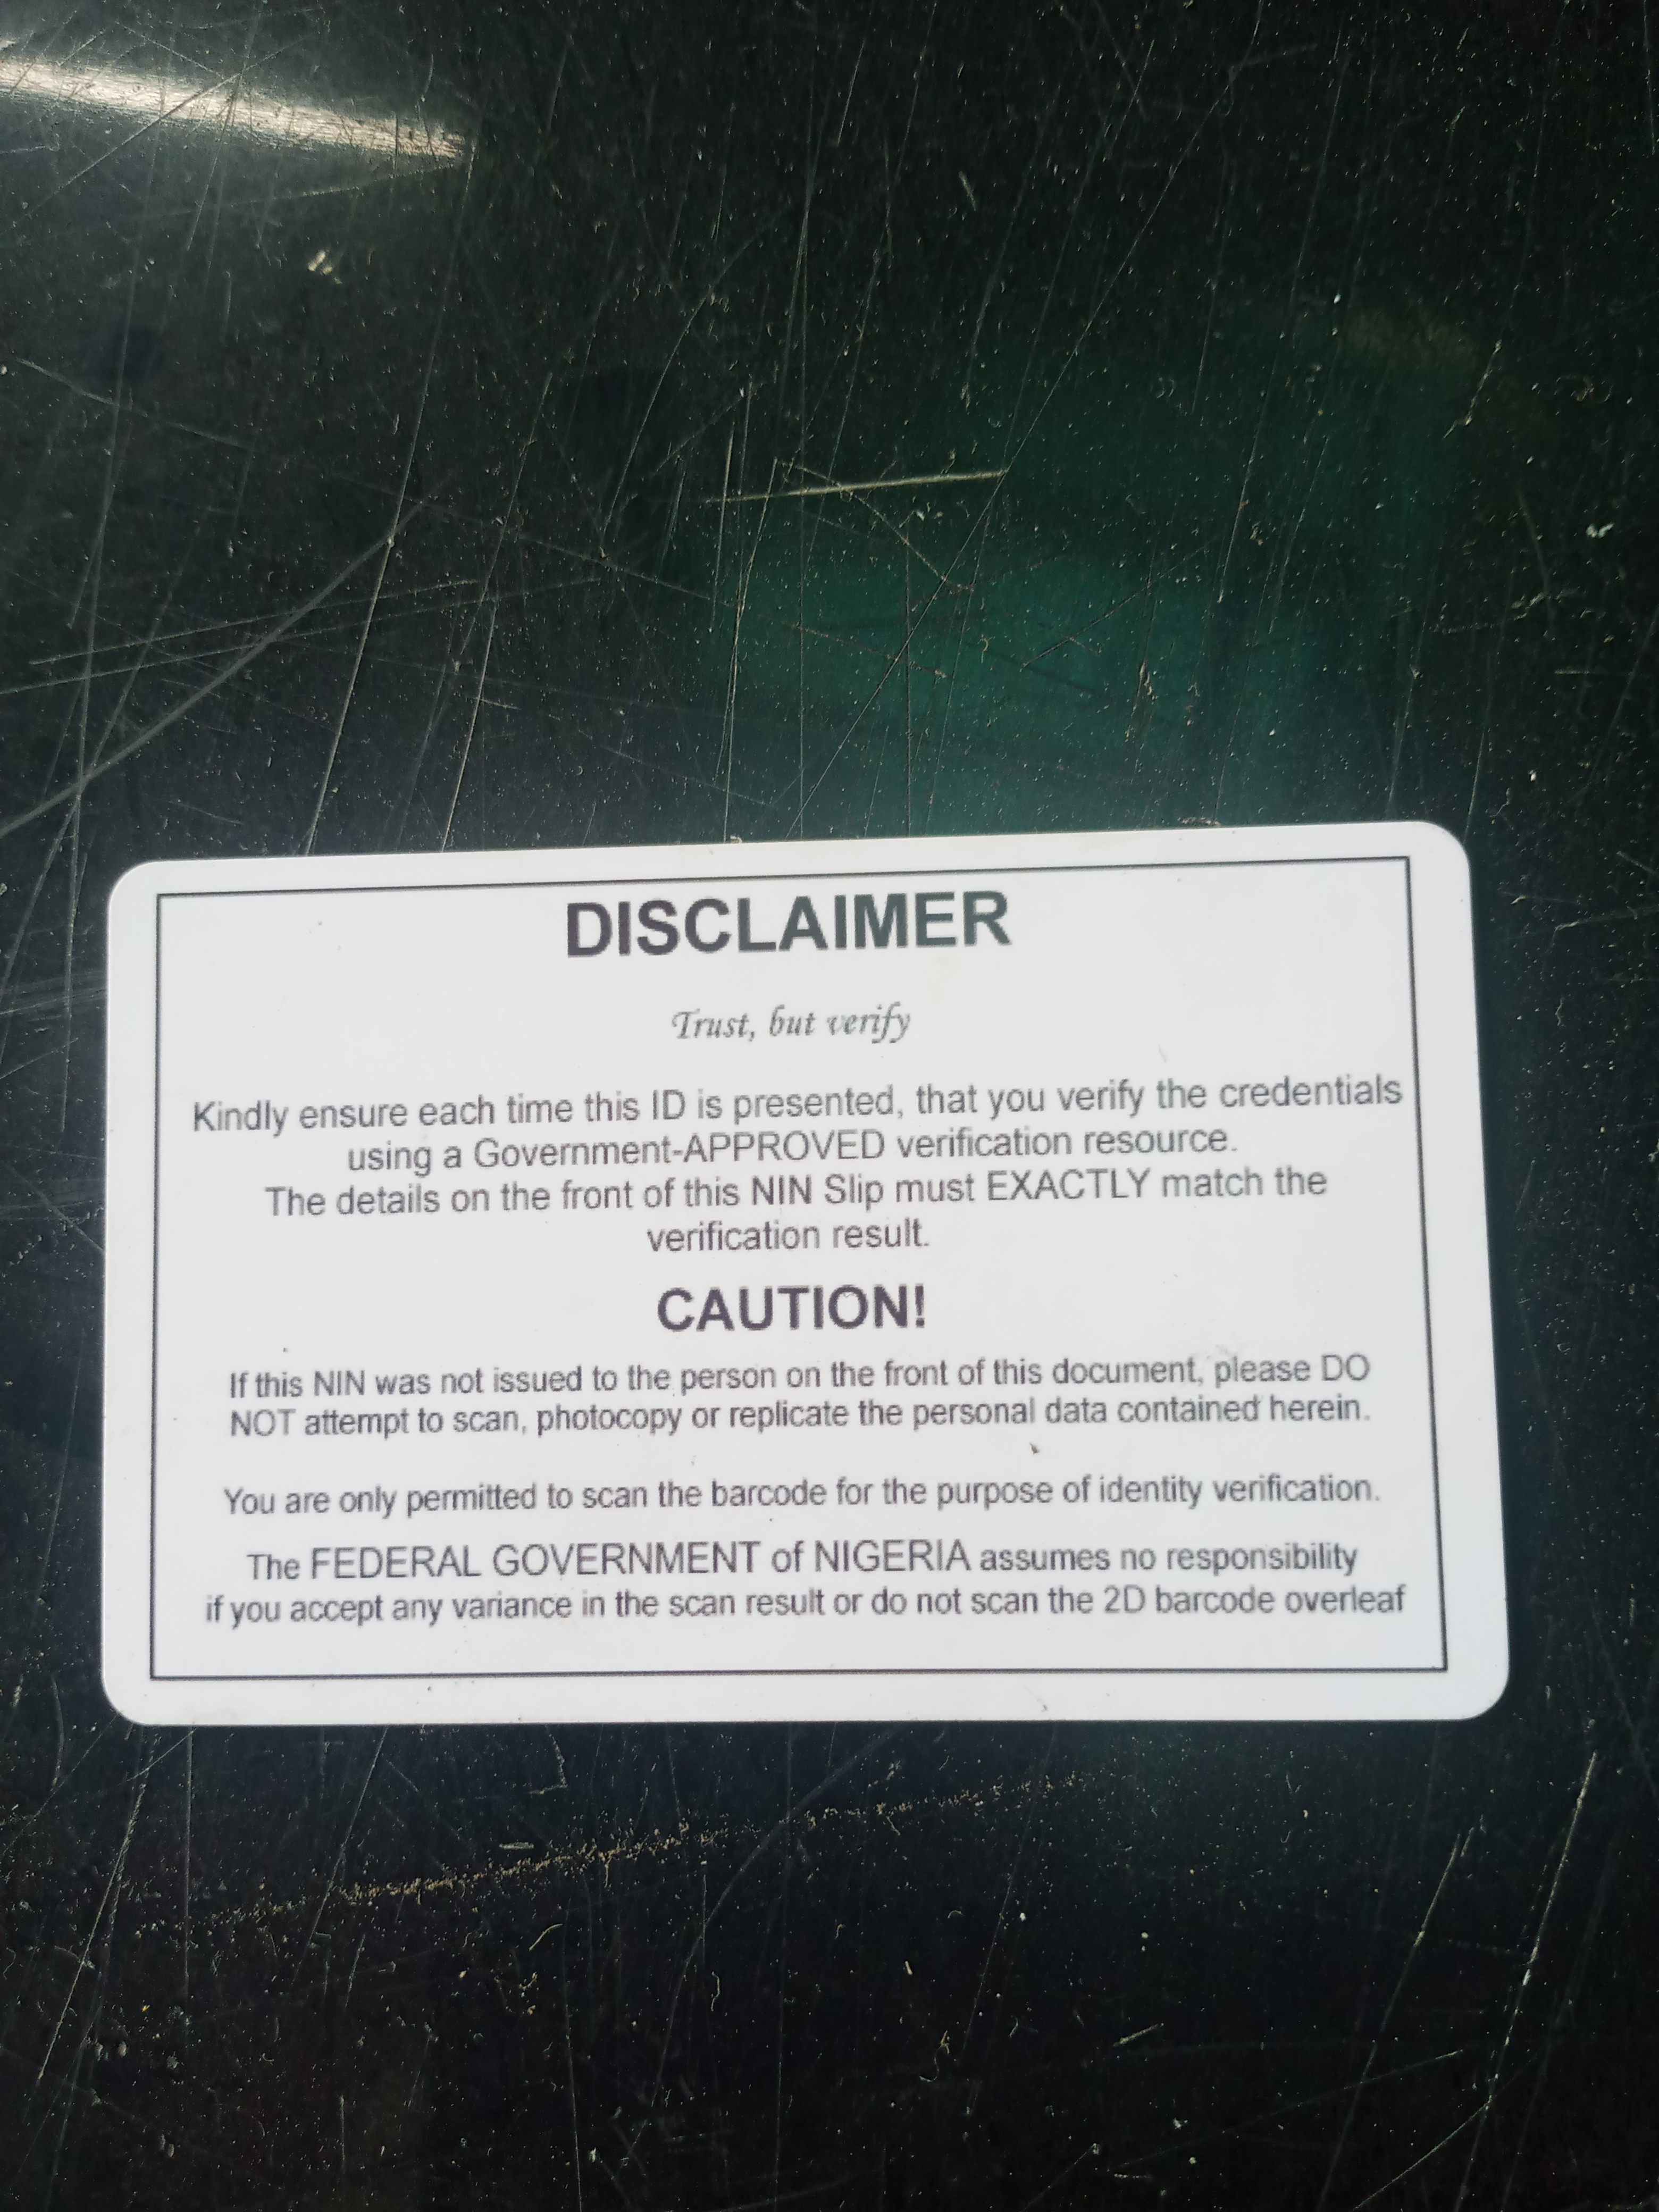 DISCLAIMER
Trust, but verify
Kindly ensure each time this ID is presented, that you verify the credentials
using a Government-APPROVED verification resource.
The details on the front of this NIN Slip must EXACTLY match the
verification result.
CAUTION!
If this NIN was not issued to the person on the front of this document, please DO
NOT attempt to scan, photocopy or replicate the personal data contained herein.
You are only permitted to scan the barcode for the purpose of identity verification.
The FEDERAL GOVERNMENT of NIGERIA assumes no responsibility
if you accept any variance in the scan result or do not scan the 2D barcode overleaf